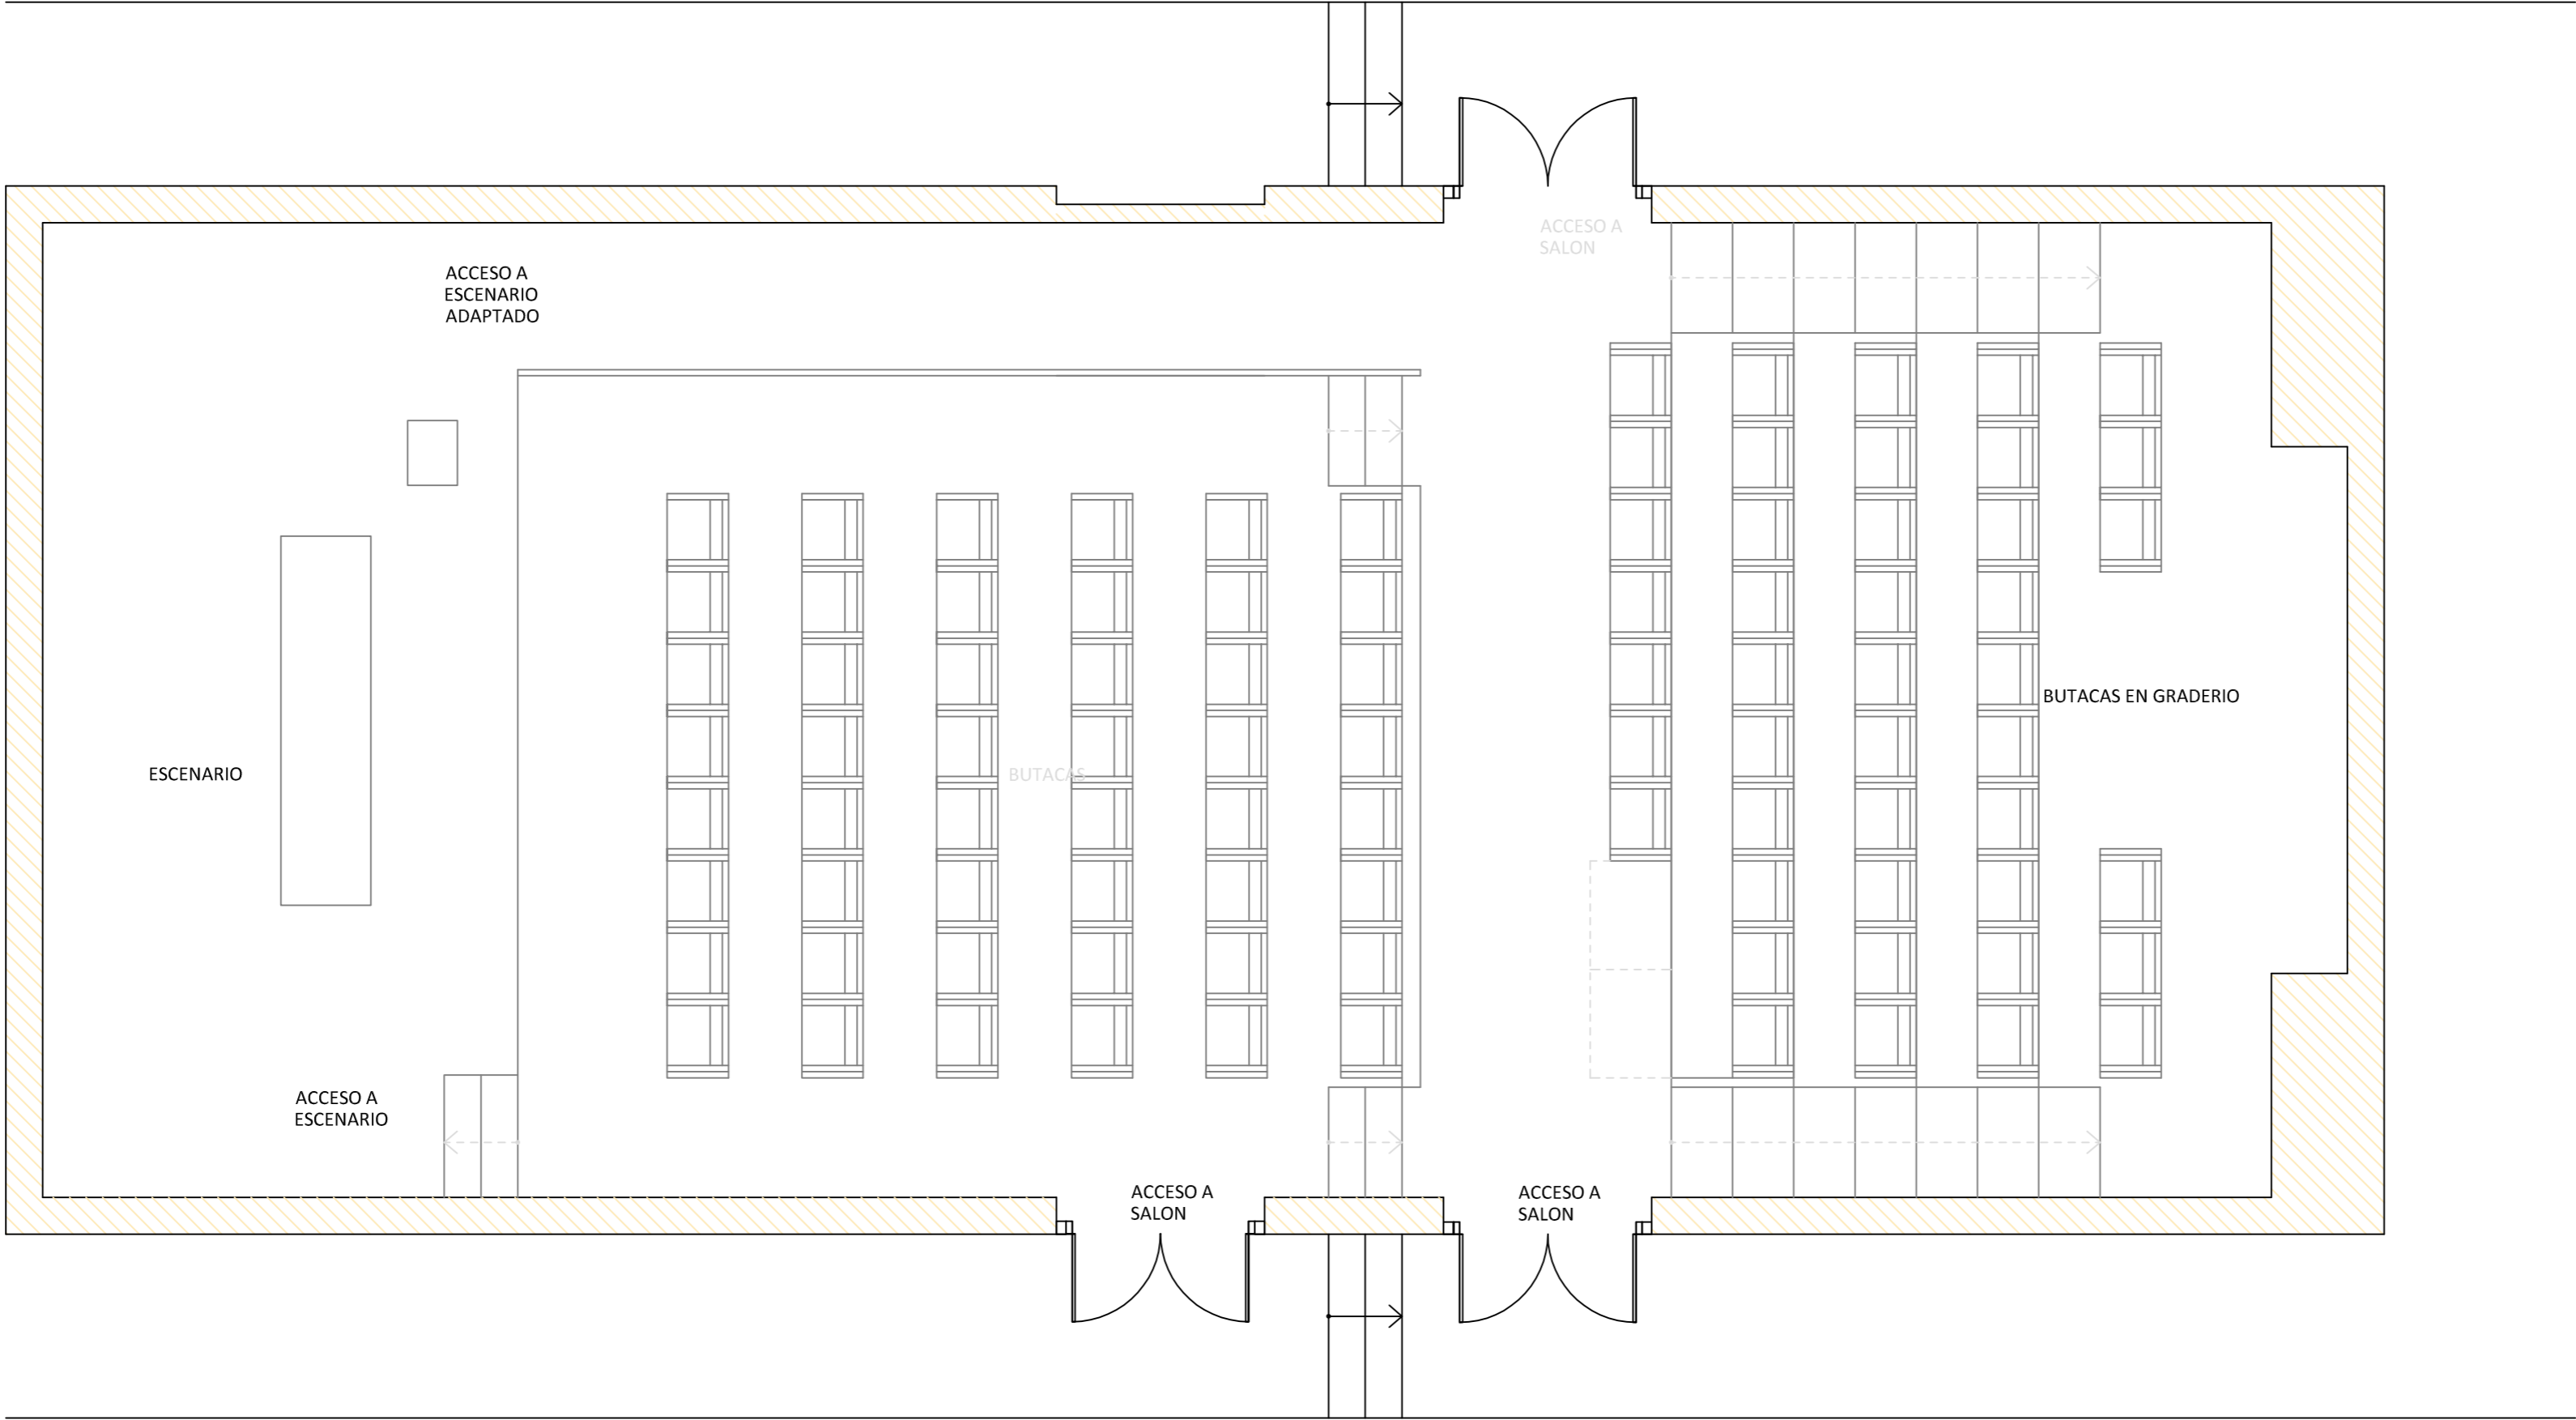 ACCESO A
SALON
ACCESO A
ESCENARIO
ADAPTADO
BUTACAS EN GRADERIO
ESCENARIO
BUTACAS
ACCESO A
ESCENARIO
ACCESO A
SALON
ACCESO A
SALON